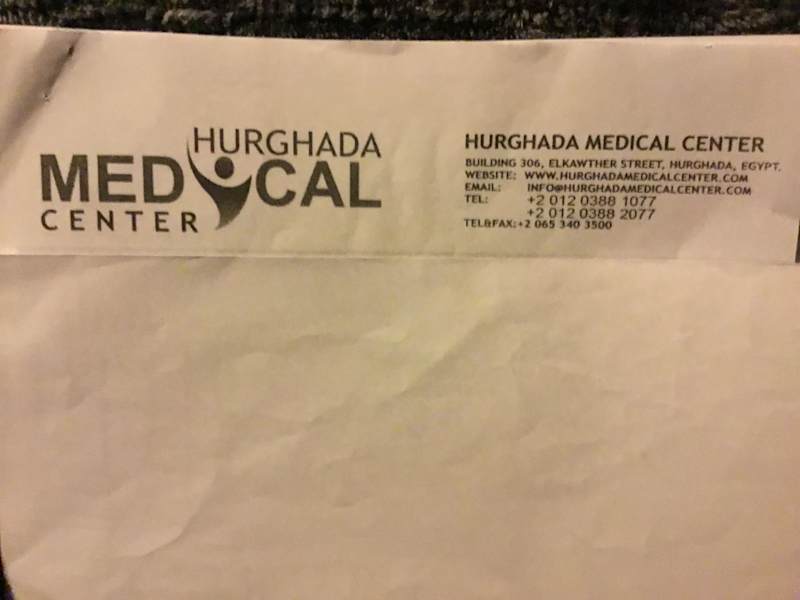 HURGHADA
MEDICAL
CENTER
HURGHADA MEDICAL CENTER
BUILDING 306, ELKAWTHER STREET, HURGHADA, EGYPT.
WEBSITE: WWW.HURGHADAMEDICALCENTER.COM
EMAIL: INFO@HURGHADAMEDICALCENTER.COM
TEL: +2 012 0388 1077
+2 012 0388 2077
TEL&FAX:+2 065 340 3500